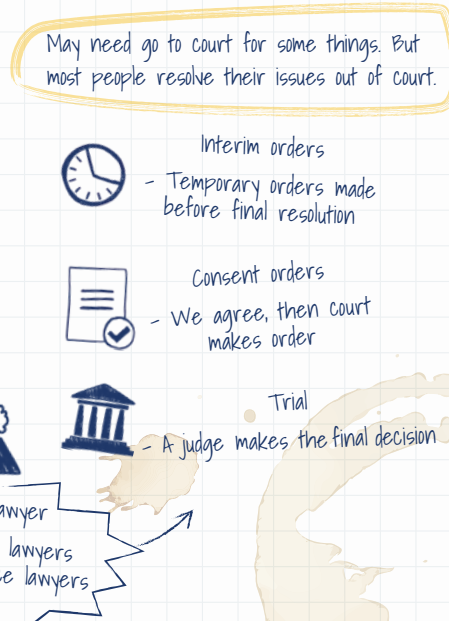 May need go to court for some things. But
most people resolve their issues out of court.
Interim orders
- Temporary orders made
before final resolution
Consent orders
- We agree, then court
makes order
Trial
- A judge makes the final decision
lawyers
lawyers